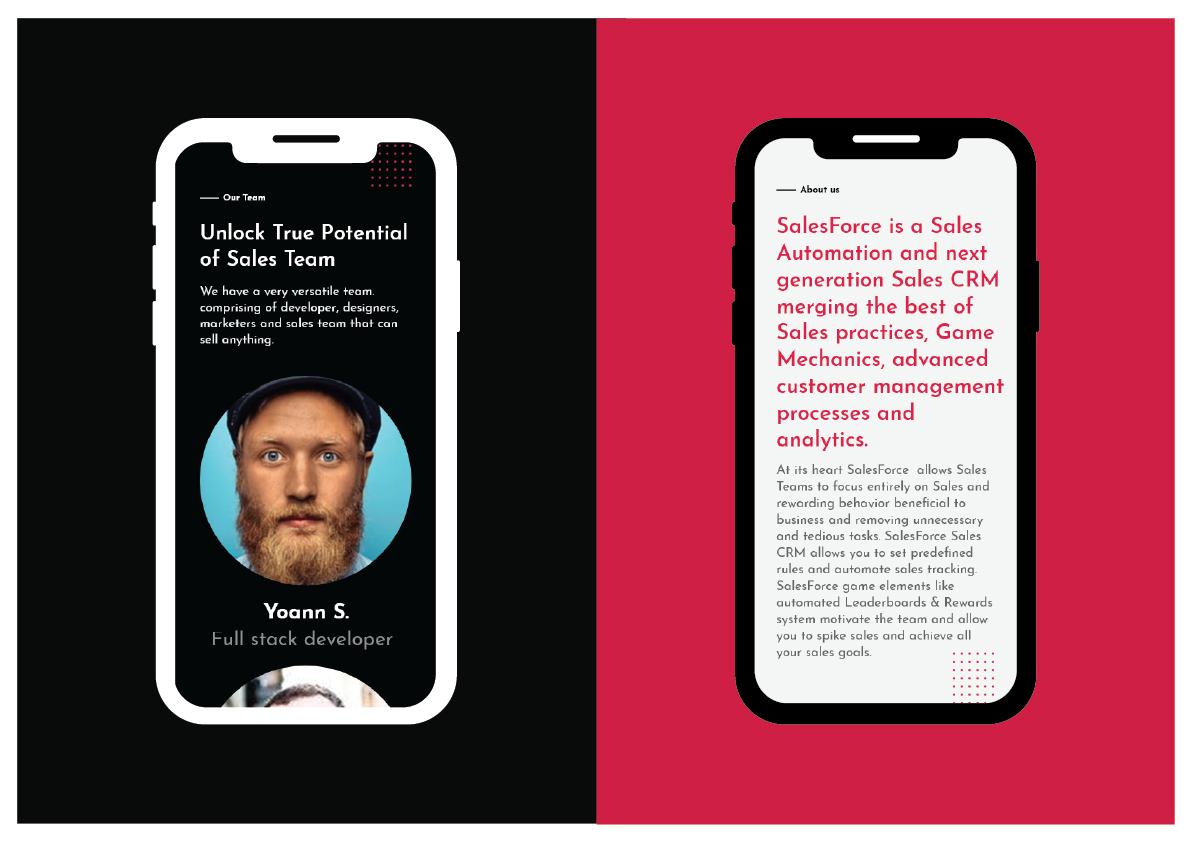 Our Team
Unlock True Potential
of Sales Team
We have a very versatile team.
comprising of developer, designers,
marketers and sales team that can
sell anything.
Yoann S.
Full stack developer
About us
SalesForce is a Sales
Automation and next
generation Sales CRM
merging the best of
Sales practices, Game
Mechanics, advanced
customer management
processes and
analytics.
At its heart SalesForce  allows Sales
Teams to focus entirely on Sales and
rewarding behavior beneficial to
business and removing unnecessary
and tedious tasks. SalesForce Sales
CRM allows you to set predefined
rules and automate sales tracking.
SalesForce game elements like
automated Leaderboards & Rewards
system motivate the team and allow
you to spike sales and achieve all
your sales goals.